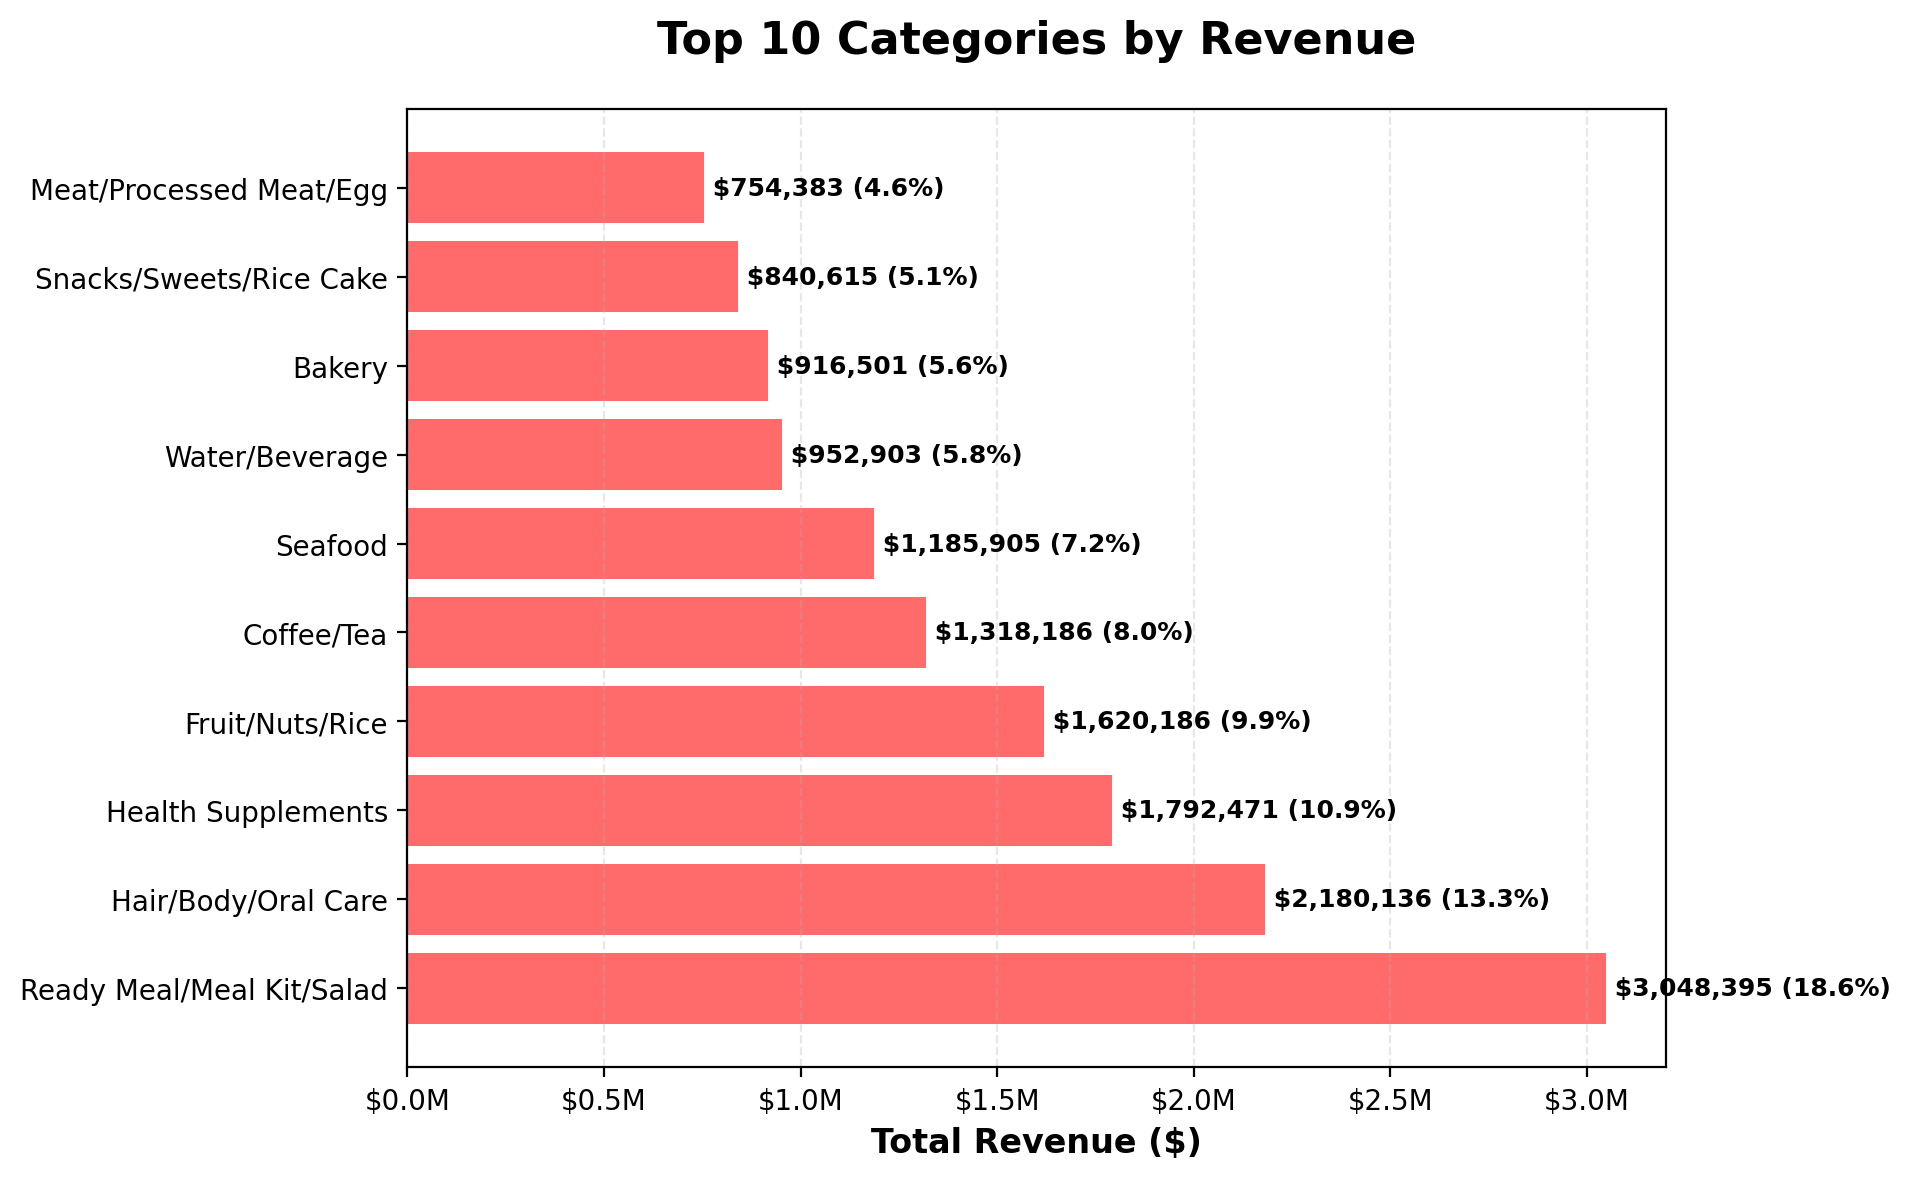 Top 10 Categories by Revenue
Meat/Processed Meat/Egg $754,383 (4.6%)
Snacks/Sweets/Rice Cake $840,615 (5.1%)
Bakery $916,501 (5.6%)
Water/Beverage $952,903 (5.8%)
Seafood $1,185,905 (7.2%)
Coffee/Tea $1,318,186 (8.0%)
Fruit/Nuts/Rice $1,620,186 (9.9%)
Health Supplements $1,792,471 (10.9%)
Hair/Body/Oral Care $2,180,136 (13.3%)
Ready Meal/Meal Kit/Salad $3,048,395 (18.6%)
$0.0M $0.5M $1.0M $1.5M $2.0M $2.5M $3.0M
Total Revenue ($)